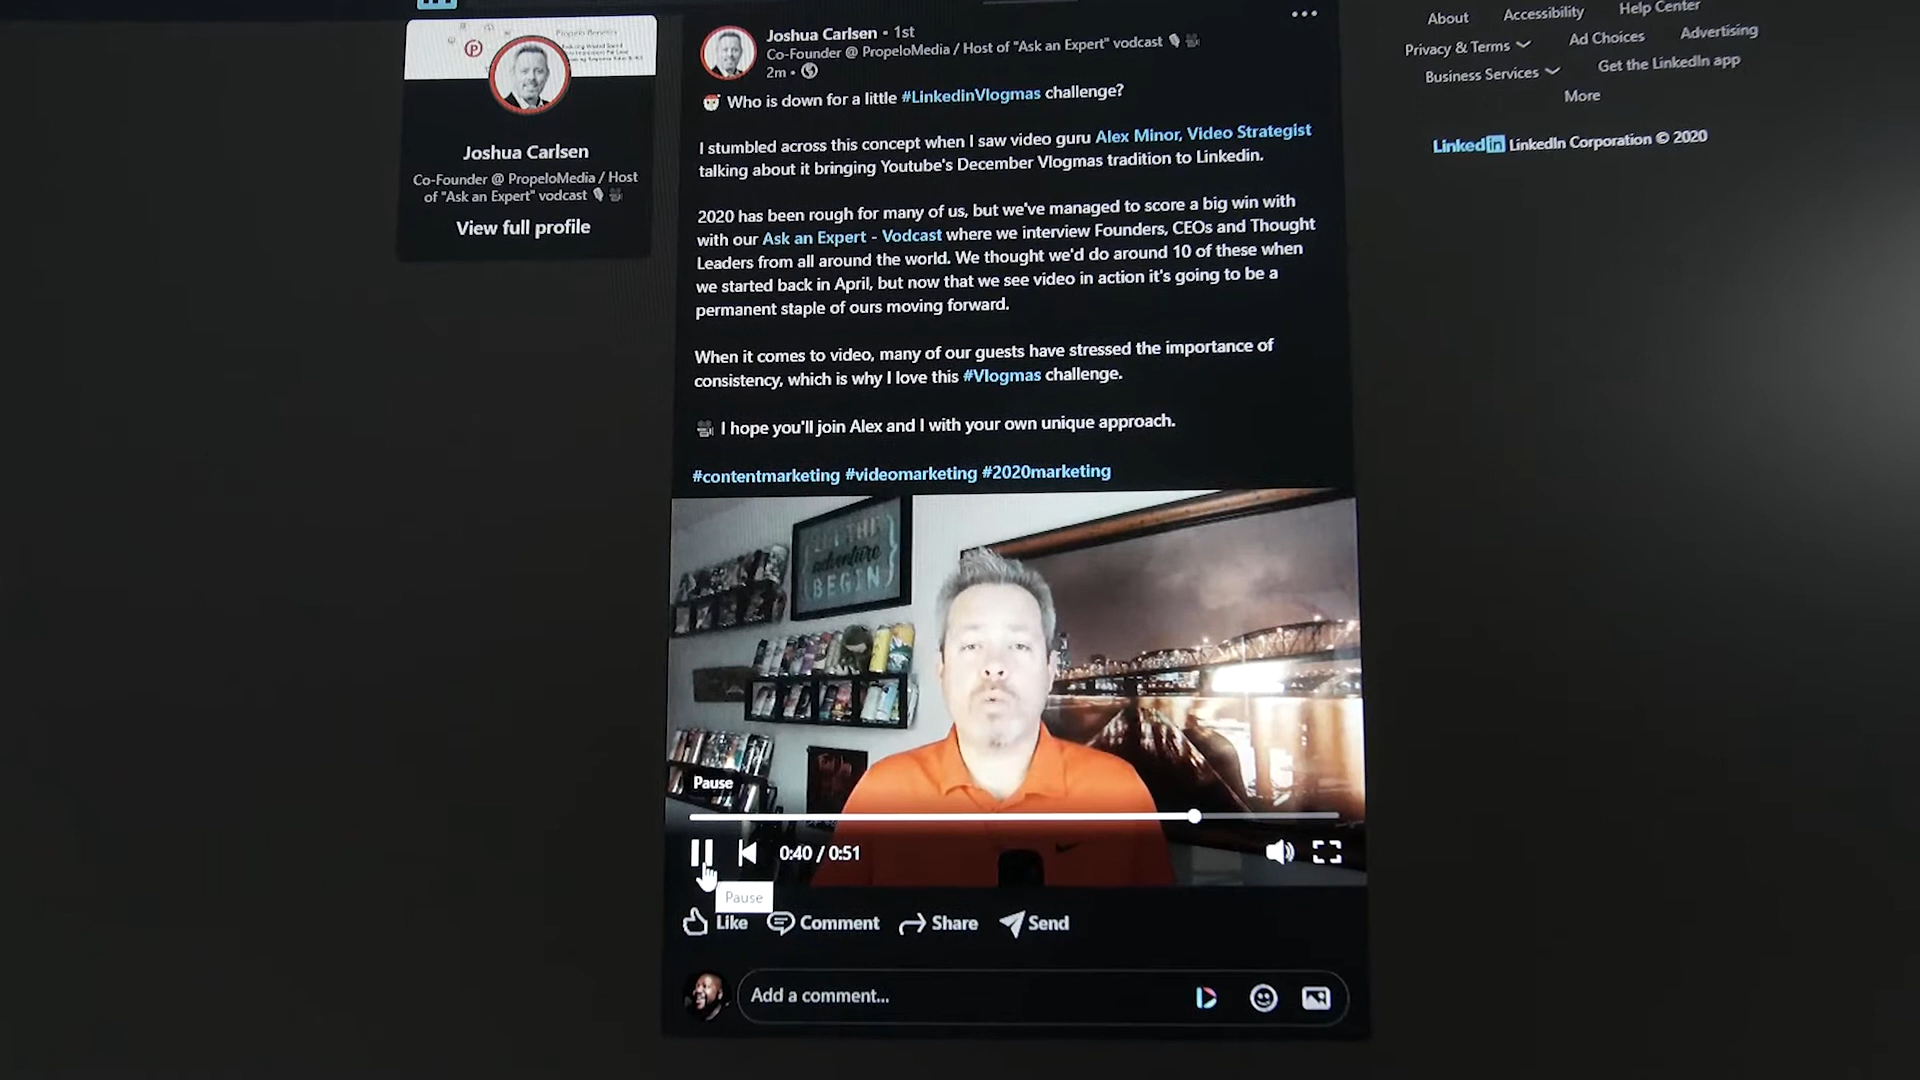 Joshua Carlsen
Co-Founder @ PropeloMedia / Host
of "Ask an Expert" vodcast
View full profile
Joshua Carlsen • 1st
Co-Founder @ PropeloMedia / Host of "Ask an Expert" vodcast
2m •
Who is down for a little #LinkedinVlogmas challenge?
I stumbled across this concept when I saw video guru Alex Minor, Video Strategist
talking about it bringing Youtube's December Vlogmas tradition to Linkedin.
2020 has been rough for many of us, but we've managed to score a big win with
with our Ask an Expert - Vodcast where we interview Founders, CEOs and Thought
Leaders from all around the world. We thought we'd do around 10 of these when
we started back in April, but now that we see video in action it's going to be a
permanent staple of ours moving forward.
When it comes to video, many of our guests have stressed the importance of
consistency, which is why I love this #Vlogmas challenge.
I hope you'll join Alex and I with your own unique approach.
#contentmarketing #videomarketing #2020marketing
adventure
BEGIN
Pause
0:40 / 0:51
Pause
Like Comment Share Send
Add a comment...
About Accessibility Help Center
Privacy & Terms Ad Choices Advertising
Business Services Get the LinkedIn app
More
LinkedIn LinkedIn Corporation © 2020